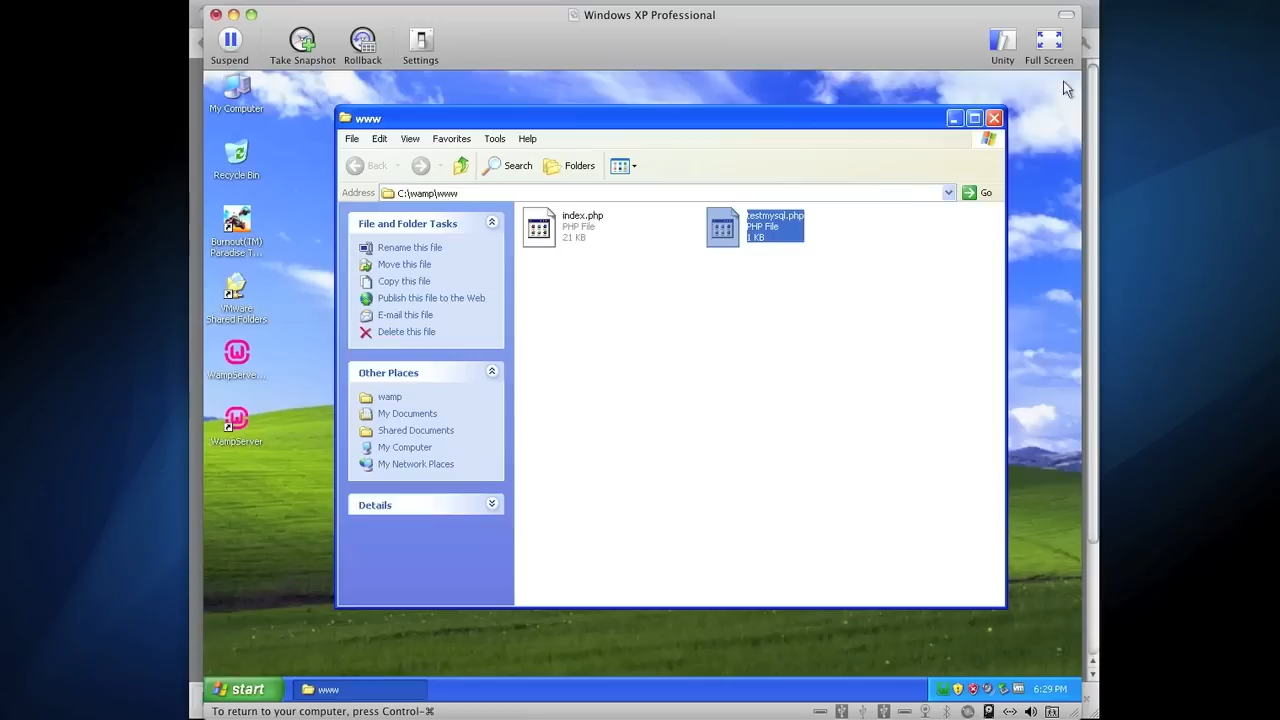 Windows XP Professional
Suspend
Take Snapshot
Rollback
Settings
Unity
Full Screen
My Computer
Recycle Bin
Burnout(TM)
Paradise T...
VMware
Shared Folders
WampServe...
WampServer
www
File Edit View Favorites Tools Help
Back
Search
Folders
Address
C:\wamp\www
Go
File and Folder Tasks
Rename this file
Move this file
Copy this file
Publish this file to the Web
E-mail this file
Delete this file
Other Places
wamp
My Documents
Shared Documents
My Computer
My Network Places
Details
index.php
PHP File
21 KB
testmysql.php
PHP File
1 KB
start
www
6:29 PM
To return to your computer, press Control-⌘